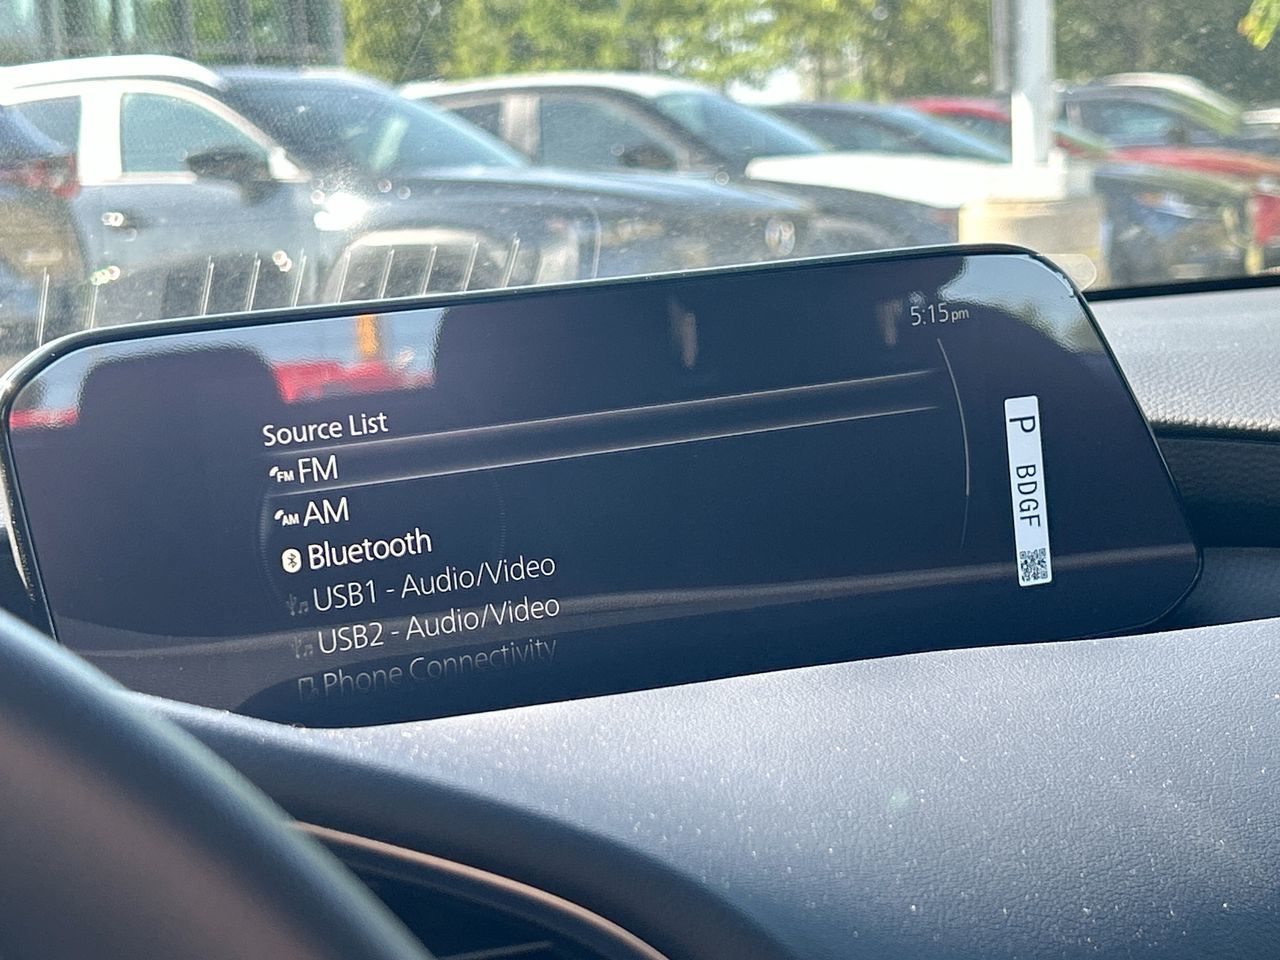 5:15pm
Source List
FM FM
AM AM
Bluetooth
USB1 - Audio/Video
USB2 - Audio/Video
Phone Connectivity
P BDGF